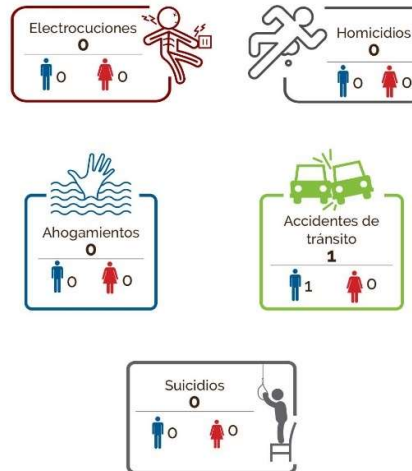 Electrocuciones
0
0 0
Homicidios
0
0 0
Ahogamientos
0
0 0
Accidentes de
tránsito
1
1 0
Suicidios
0
0 0